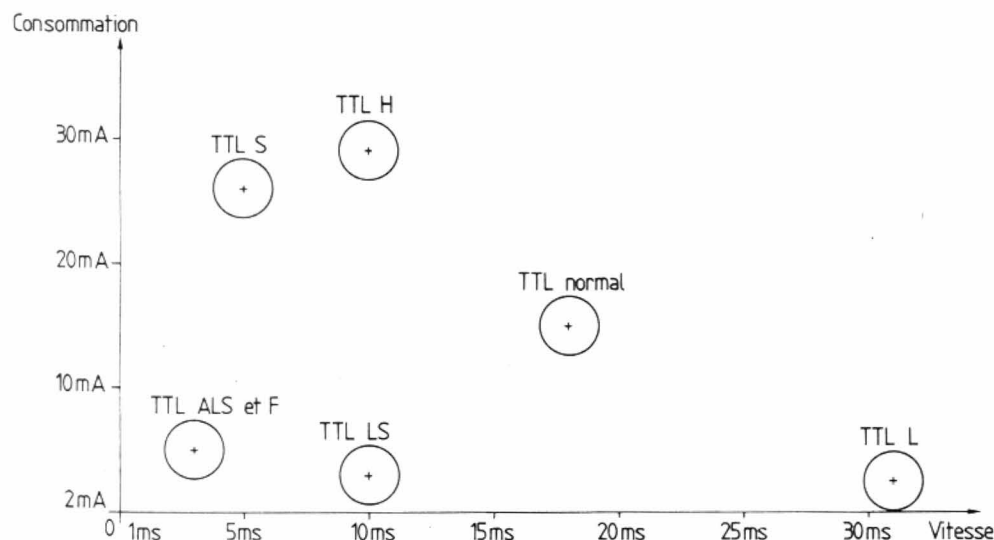 Consommation
TTL H
30mA
TTL S
20mA
TTL normal
10mA
TTL ALS et F
TTL LS
TTL L
2mA
0 1ms 5ms 10ms 15ms 20ms 25ms 30ms Vitesse